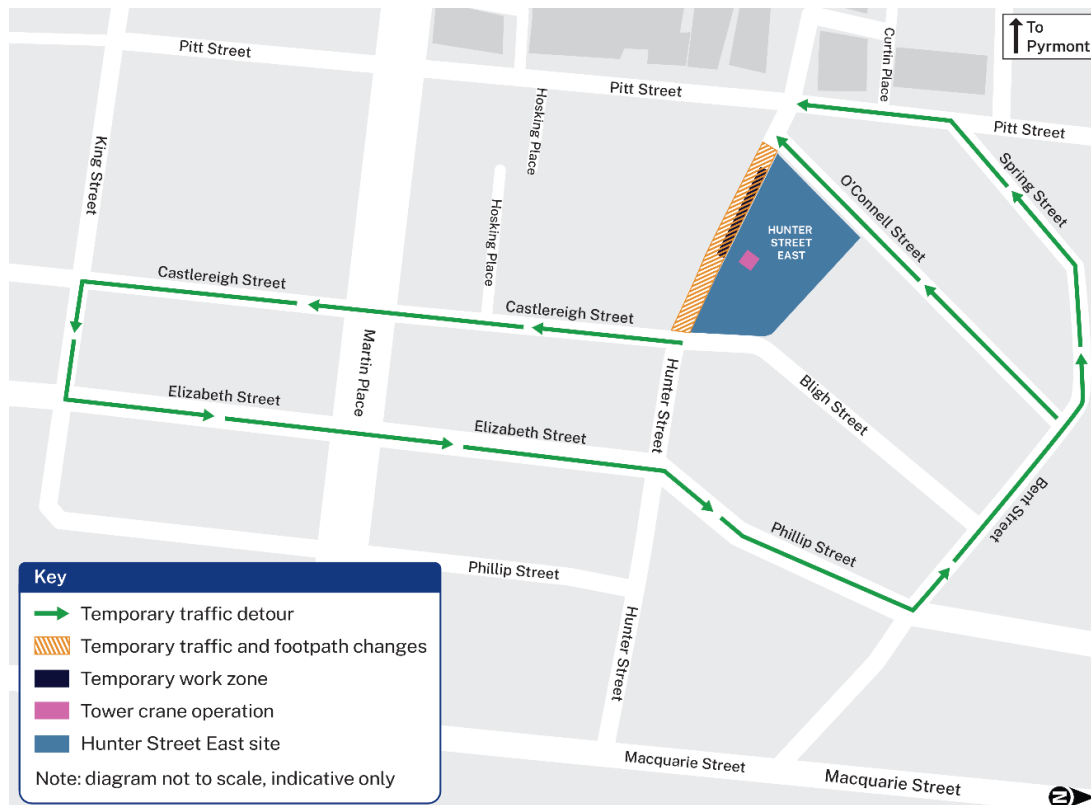 To
Pyrmont
Pitt Street
Pitt Street
Curtin Place
Pitt Street
King Street
Hosking Place
Hosking Place
Spring Street
O'Connell Street
HUNTER
STREET
EAST
Castlereigh Street
Castlereigh Street
Martin Place
Hunter Street
Bligh Street
Elizabeth Street
Elizabeth Street
Bent Street
Phillip Street
Phillip Street
Hunter Street
Macquarie Street
Macquarie Street
Key
Temporary traffic detour
Temporary traffic and footpath changes
Temporary work zone
Tower crane operation
Hunter Street East site
Note: diagram not to scale, indicative only
N